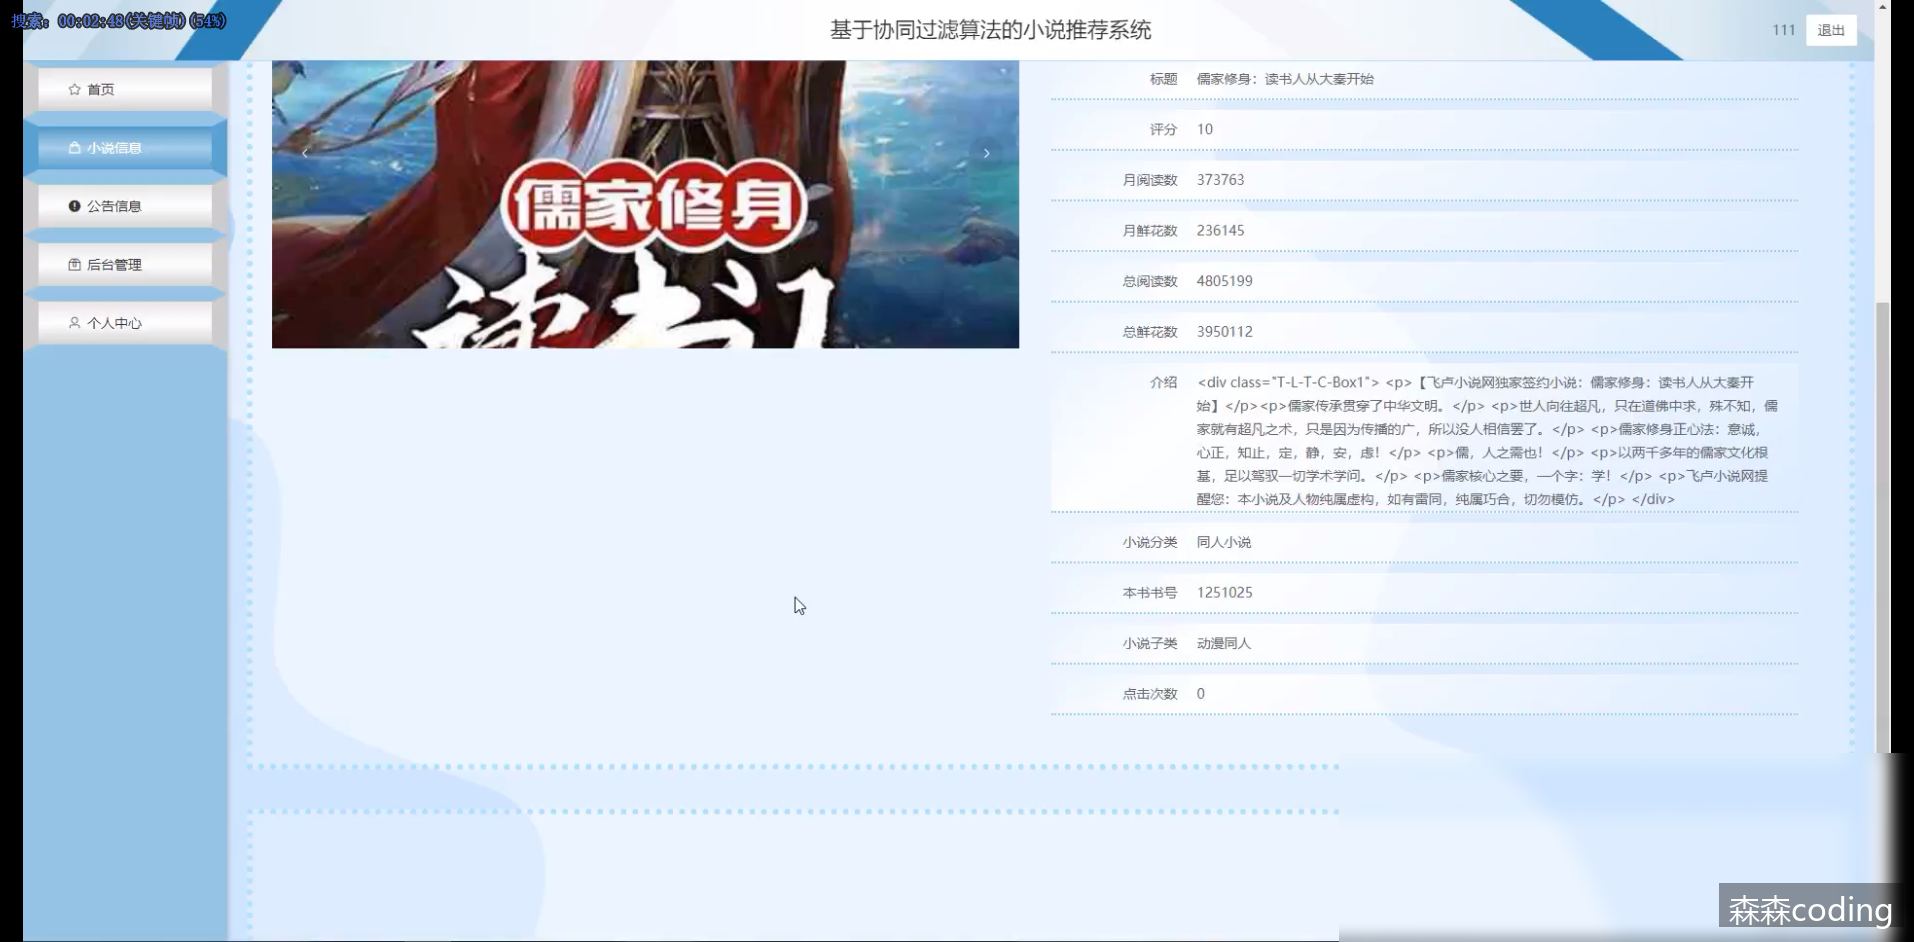 搜索: 00:02:48(关键帧)(54%)
基于协同过滤算法的小说推荐系统
111
退出
首页
小说信息
公告信息
后台管理
个人中心
儒家修身
读书人
标题 儒家修身：读书人从大秦开始
评分 10
月阅读数 373763
月鲜花数 236145
总阅读数 4805199
总鲜花数 3950112
介绍 <div class="T-L-T-C-Box1"> <p>【飞卢小说网独家签约小说：儒家修身：读书人从大秦开
始】</p><p>儒家传承贯穿了中华文明。</p> <p>世人向往超凡，只在道佛中求，殊不知，儒
家就有超凡之术，只是因为传播的广，所以没人相信罢了。</p> <p>儒家修身正心法：意诚，
心正，知止，定，静，安，虑！</p> <p>儒，人之需也！</p> <p>以两千多年的儒家文化根
基，足以驾驭一切学术学问。</p> <p>儒家核心之要，一个字：学！</p> <p>飞卢小说网提
醒您：本小说及人物纯属虚构，如有雷同，纯属巧合，切勿模仿。</p> </div>
小说分类 同人小说
本书书号 1251025
小说子类 动漫同人
点击次数 0
森森coding